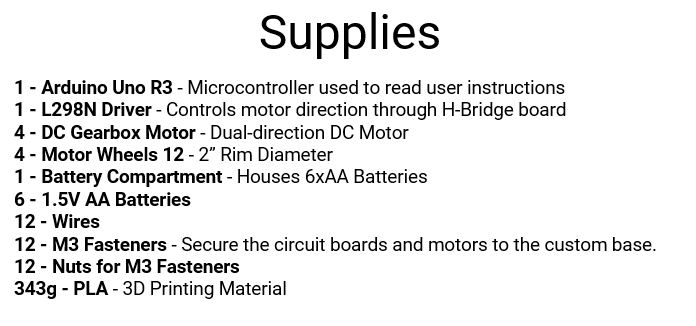 Supplies
1 - Arduino Uno R3 - Microcontroller used to read user instructions
1 - L298N Driver - Controls motor direction through H-Bridge board
4 - DC Gearbox Motor - Dual-direction DC Motor
4 - Motor Wheels 12 - 2” Rim Diameter
1 - Battery Compartment - Houses 6xAA Batteries
6 - 1.5V AA Batteries
12 - Wires
12 - M3 Fasteners - Secure the circuit boards and motors to the custom base.
12 - Nuts for M3 Fasteners
343g - PLA - 3D Printing Material